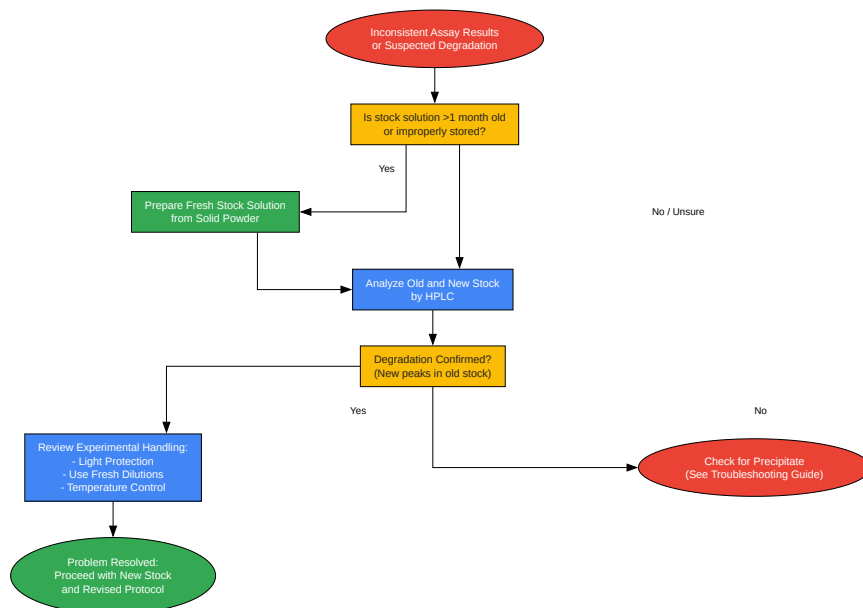 Inconsistent Assay Results
or Suspected Degradation
Is stock solution >1 month old
or improperly stored?
Yes
Prepare Fresh Stock Solution
from Solid Powder
No / Unsure
Analyze Old and New Stock
by HPLC
Degradation Confirmed?
(New peaks in old stock)
Yes
No
Review Experimental Handling:
- Light Protection
- Use Fresh Dilutions
- Temperature Control
Check for Precipitate
(See Troubleshooting Guide)
Problem Resolved:
Proceed with New Stock
and Revised Protocol